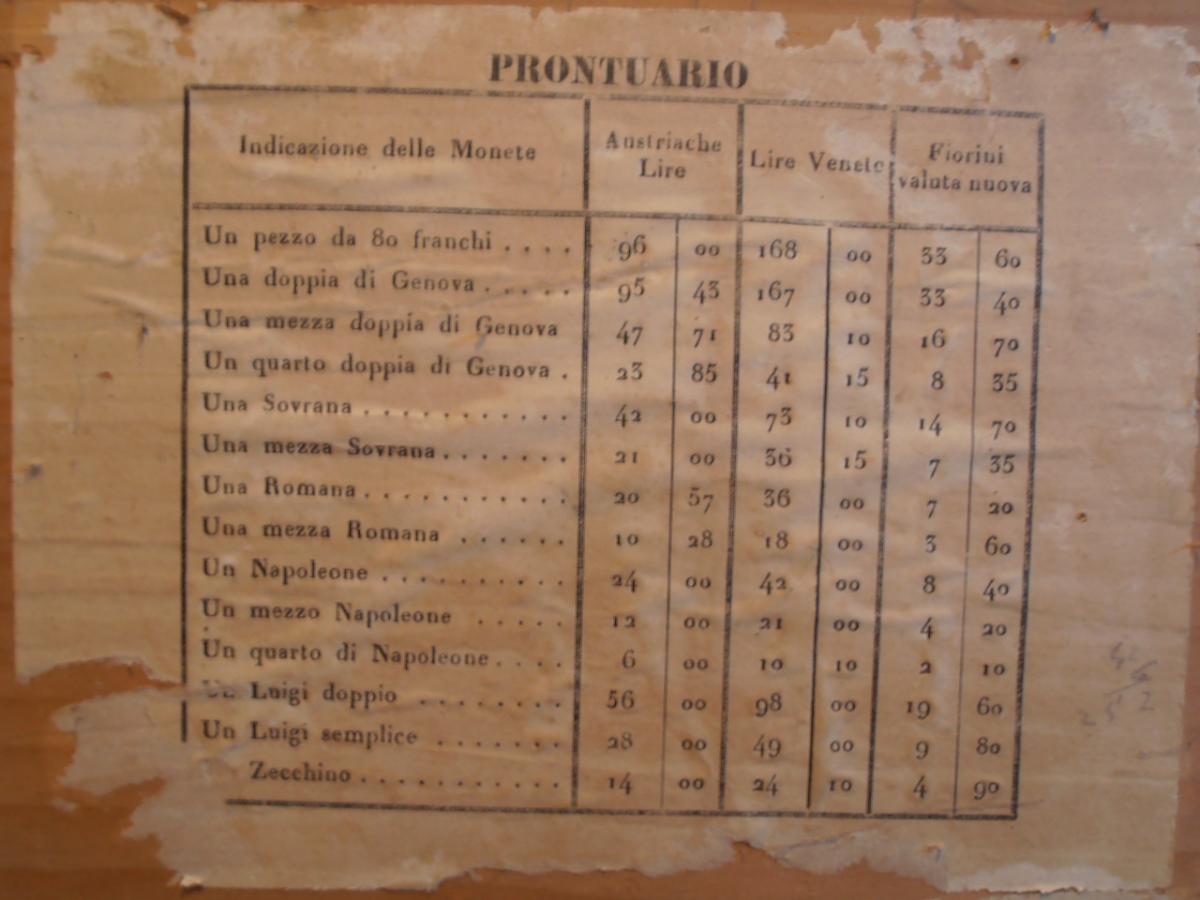 PRONTUARIO
Indicazione delle Monete
Austriache
Lire
Lire Venete
Fiorini
valuta nuova
Un pezzo da 80 franchi . . . . 96 00 168 00 33 60
Una doppia di Genova . . . . . 95 43 167 00 33 40
Una mezza doppia di Genova 47 71 83 10 16 70
Un quarto doppia di Genova . 23 85 41 15 8 35
Una Sovrana . . . . . . . . . . . 42 00 73 10 14 70
Una mezza Sovrana . . . . . . . 21 00 36 15 7 35
Una Romana . . . . . . . . . . . 20 57 36 00 7 20
Una mezza Romana . . . . . . 10 28 18 00 3 60
Un Napoleone . . . . . . . . . . 24 00 42 00 8 40
Un mezzo Napoleone . . . . . 12 00 21 00 4 20
Un quarto di Napoleone . . . . 6 00 10 10 2 10
Un Luigi doppio . . . . . . . . 56 00 98 00 19 60
Un Luigi semplice . . . . . . . 28 00 49 00 9 80
Zecchino . . . . . . . . . . . 14 00 24 10 4 90